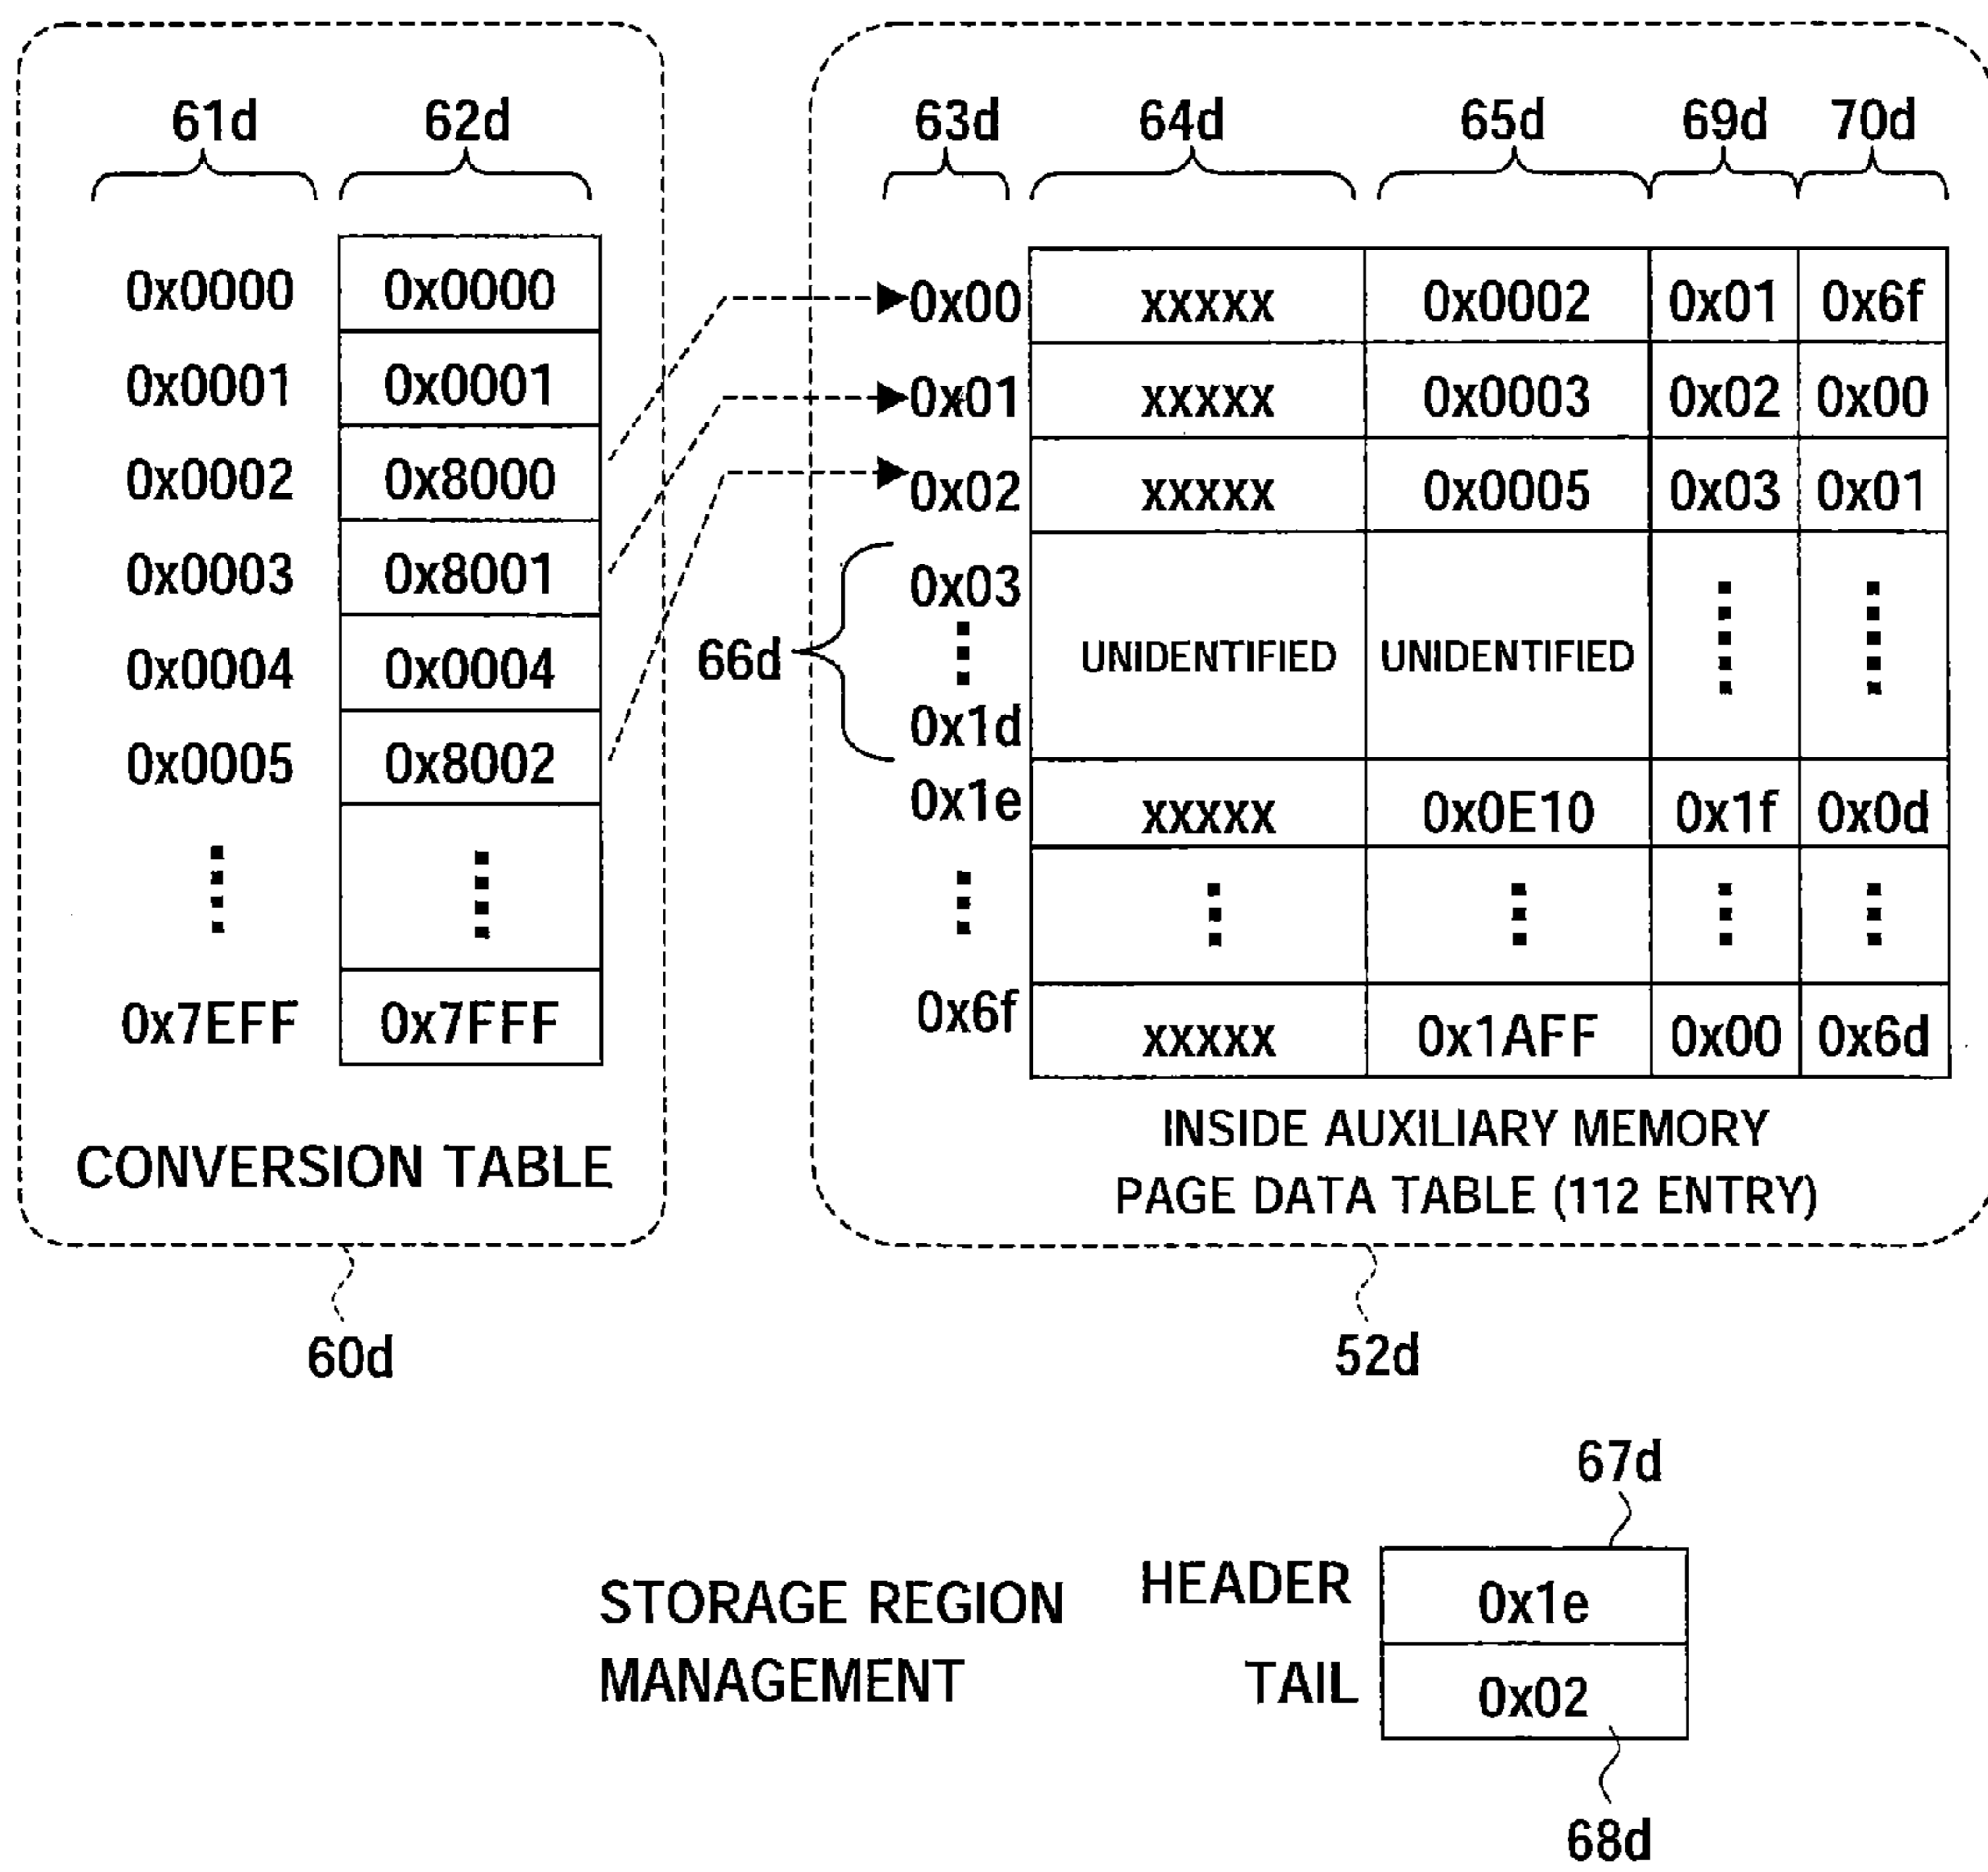 61d 62d 63d 64d 65d 69d 70d
0x0000 0x0000 0x00 xxxxx 0x0002 0x01 0x6f
0x0001 0x0001 0x01 xxxxx 0x0003 0x02 0x00
0x0002 0x8000 0x02 xxxxx 0x0005 0x03 0x01
0x0003 0x8001 0x03
0x0004 0x0004 66d UNIDENTIFIED UNIDENTIFIED
0x1d
0x0005 0x8002 0x1e xxxxx 0x0E10 0x1f 0x0d
0x7EFF 0x7FFF 0x6f xxxxx 0x1AFF 0x00 0x6d
CONVERSION TABLE
INSIDE AUXILIARY MEMORY
PAGE DATA TABLE (112 ENTRY)
60d 52d
67d
STORAGE REGION
MANAGEMENT
HEADER 0x1e
TAIL 0x02
68d